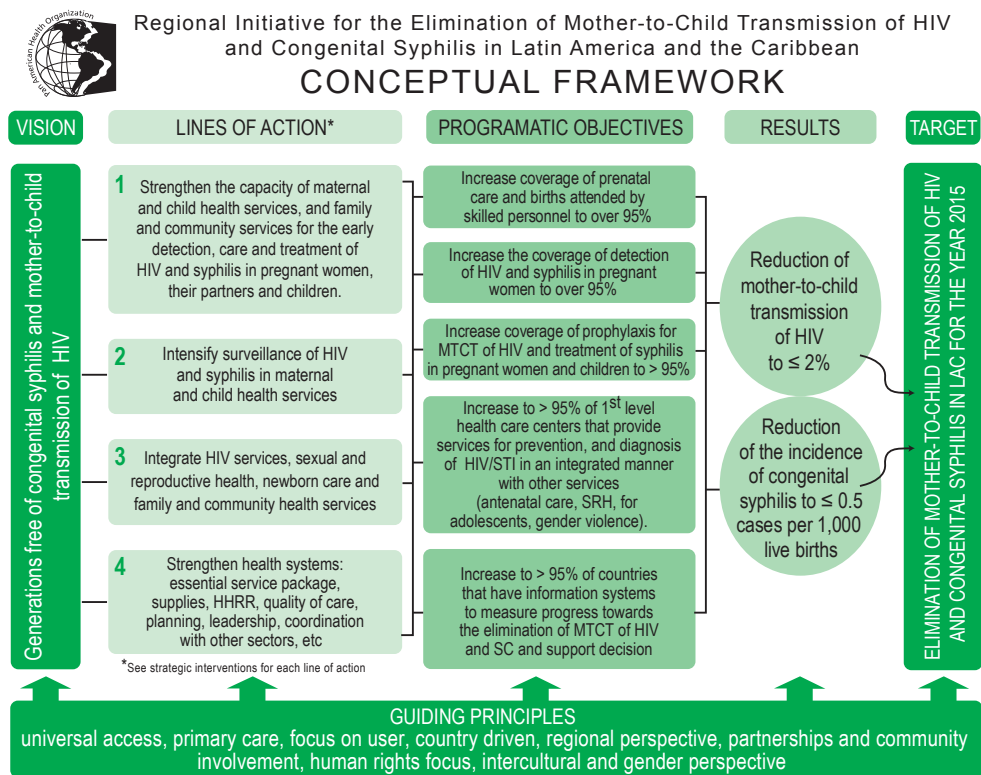 Pan American Health Organization
Regional Initiative for the Elimination of Mother-to-Child Transmission of HIV
and Congenital Syphilis in Latin America and the Caribbean
CONCEPTUAL FRAMEWORK
VISION
LINES OF ACTION*
PROGRAMATIC OBJECTIVES
RESULTS
TARGET
Generations free of congenital syphilis and mother-to-child
transmission of HIV
1
Strengthen the capacity of maternal
and child health services, and family
and community services for the early
detection, care and treatment of
HIV and syphilis in pregnant women,
their partners and children.
2
Intensify surveillance of HIV
and syphilis in maternal
and child health services
3
Integrate HIV services, sexual and
reproductive health, newborn care and
family and community health services
4
Strengthen health systems:
essential service package,
supplies, HHRR, quality of care,
planning, leadership, coordination
with other sectors, etc
*See strategic interventions for each line of action
Increase coverage of prenatal
care and births attended by
skilled personnel to over 95%
Increase the coverage of detection
of HIV and syphilis in pregnant
women to over 95%
Increase coverage of prophylaxis for
MTCT of HIV and treatment of syphilis
in pregnant women and children to > 95%
Increase to > 95% of 1st level
health care centers that provide
services for prevention, and diagnosis
of HIV/STI in an integrated manner
with other services
(antenatal care, SRH, for
adolescents, gender violence).
Increase to > 95% of countries
that have information systems
to measure progress towards
the elimination of MTCT of HIV
and SC and support decision
Reduction of
mother-to-child
transmission
of HIV
to ≤ 2%
Reduction
of the incidence
of congenital
syphilis to ≤ 0.5
cases per 1,000
live births
ELIMINATION OF MOTHER-TO-CHILD TRANSMISSION OF HIV
AND CONGENITAL SYPHILIS IN LAC FOR THE YEAR 2015
GUIDING PRINCIPLES
universal access, primary care, focus on user, country driven, regional perspective, partnerships and community
involvement, human rights focus, intercultural and gender perspective